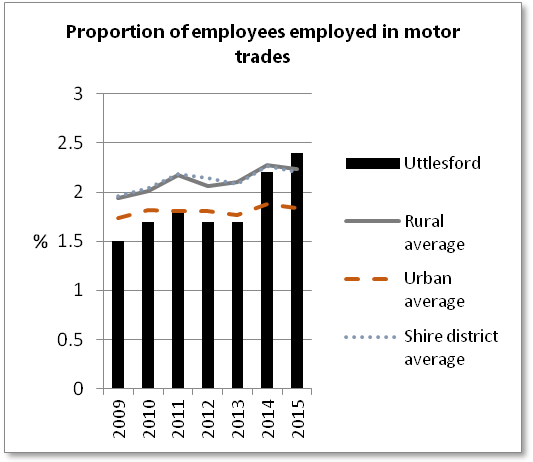 Proportion of employees employed in motor
trades
3
2.5
2
1.5
1
0.5
0
%
2009
2010
2011
2012
2013
2014
2015
Uttlesford
Rural
average
Urban
average
Shire district
average